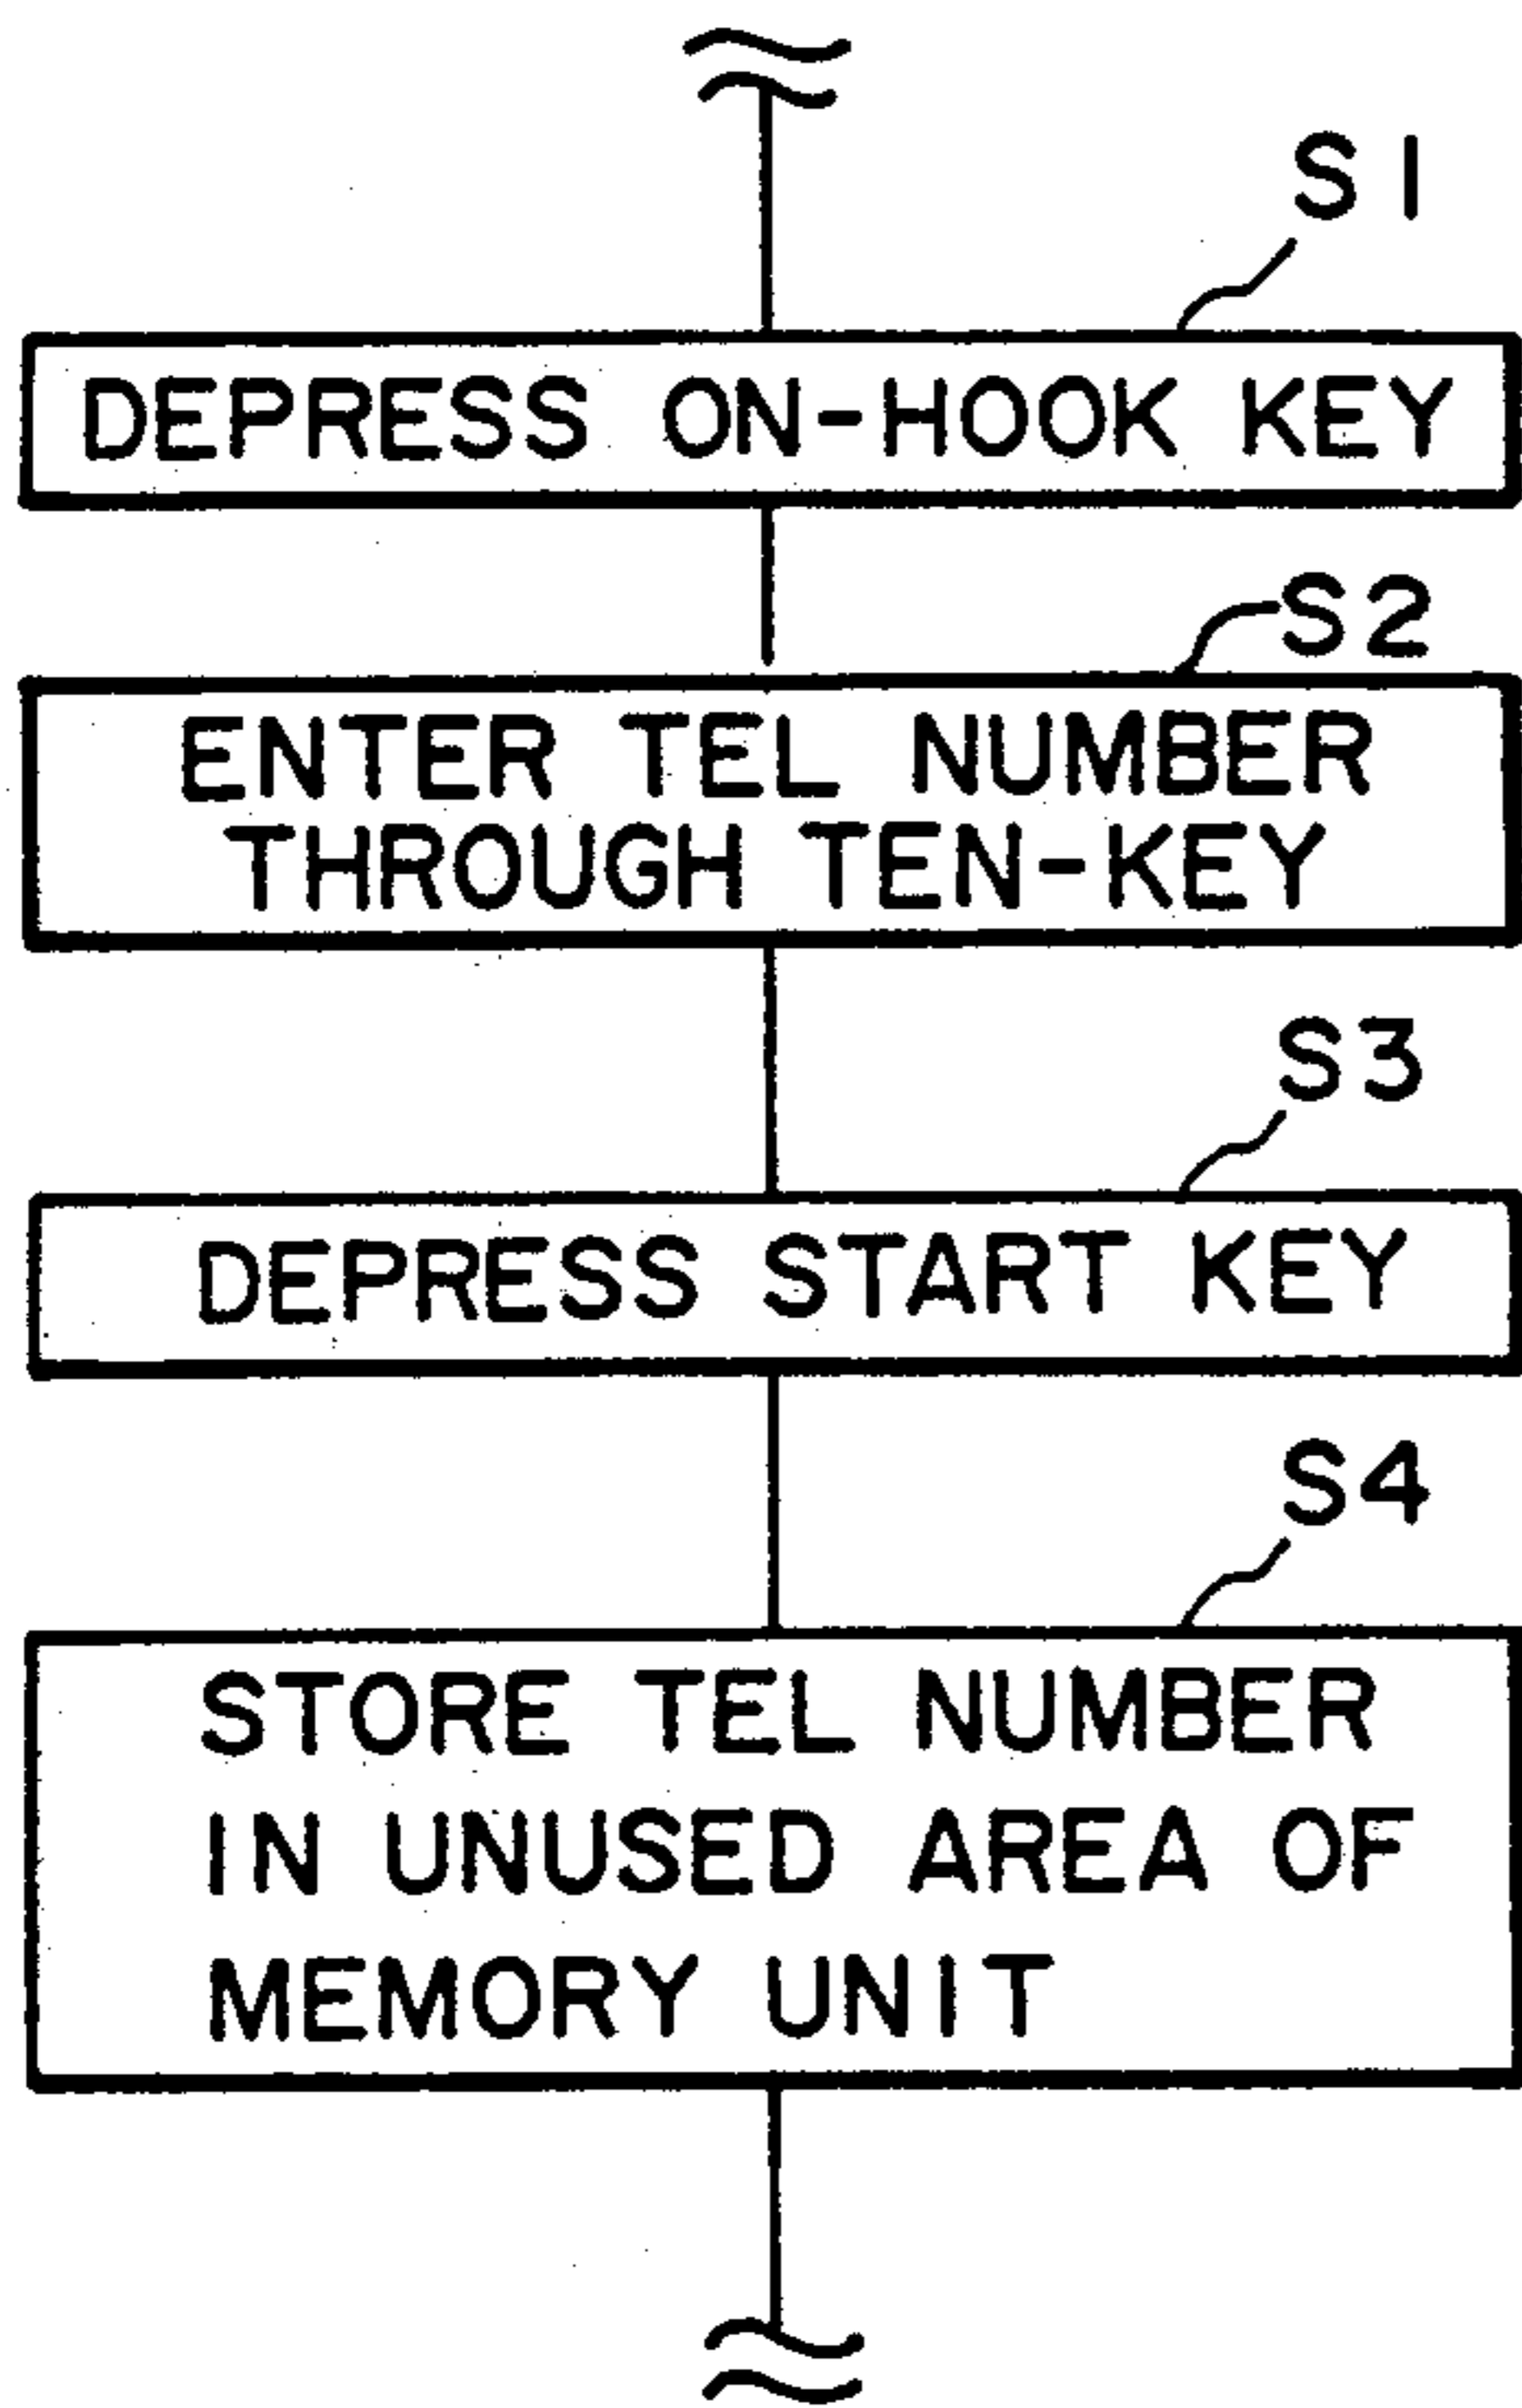 S1
DEPRESS ON-HOOK KEY
S2
ENTER TEL NUMBER
THROUGH TEN-KEY
S3
DEPRESS START KEY
S4
STORE TEL NUMBER
IN UNUSED AREA OF
MEMORY UNIT